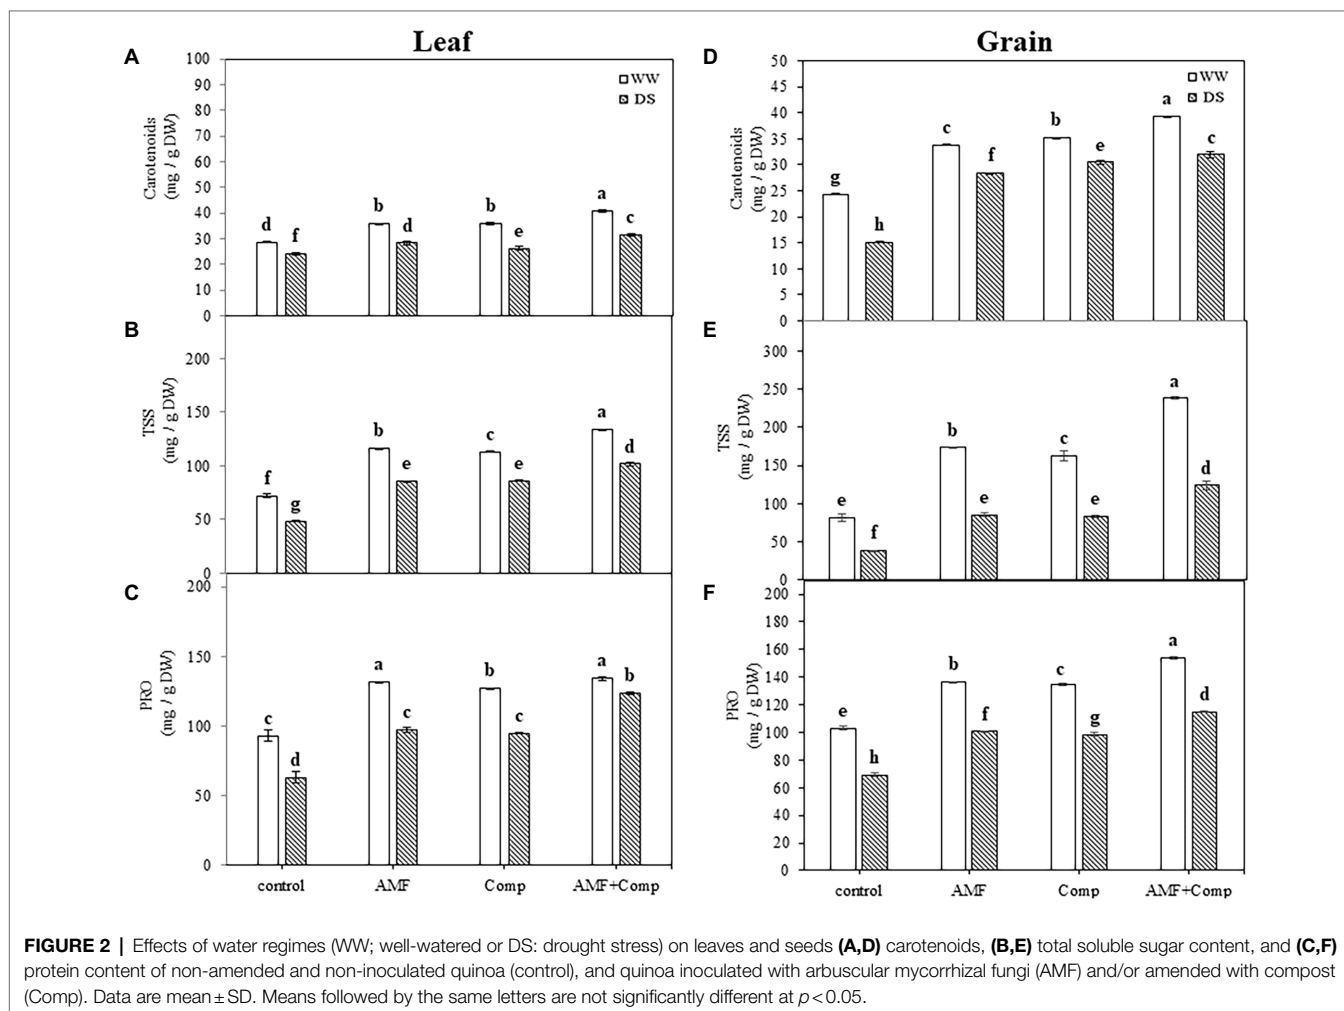 Leaf
A
100
90
80
70
60
50
40
30
20
10
0
Carotenoids
(mg / g DW)
WW
DS
d
f
b
d
b
e
a
c
B
200
150
100
50
0
TSS
(mg / g DW)
f
g
b
e
c
e
a
d
C
200
150
100
50
0
PRO
(mg / g DW)
c
d
a
c
b
c
a
b
control
AMF
Comp
AMF+Comp
Grain
D
50
45
40
35
30
25
20
15
10
5
0
Carotenoids
(mg / g DW)
WW
DS
g
h
c
f
b
e
a
c
E
300
250
200
150
100
50
0
TSS
(mg / g DW)
e
f
b
e
c
e
a
d
F
200
180
160
140
120
100
80
60
40
20
0
PRO
(mg / g DW)
e
h
b
f
c
g
a
d
control
AMF
Comp
AMF+Comp
FIGURE 2 | Effects of water regimes (WW; well-watered or DS: drought stress) on leaves and seeds (A,D) carotenoids, (B,E) total soluble sugar content, and (C,F)
protein content of non-amended and non-inoculated quinoa (control), and quinoa inoculated with arbuscular mycorrhizal fungi (AMF) and/or amended with compost
(Comp). Data are mean ± SD. Means followed by the same letters are not significantly different at p < 0.05.